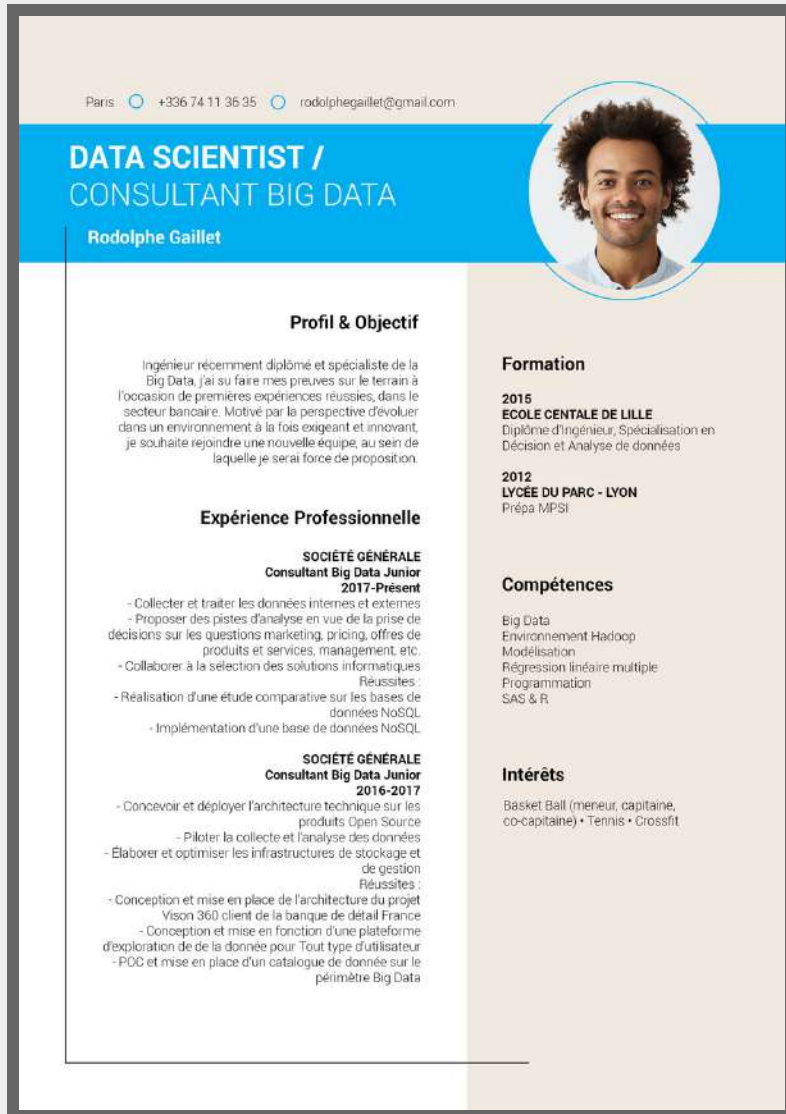 Paris +336 74 11 36 35 rodolphegaillet@gmail.com
DATA SCIENTIST /
CONSULTANT BIG DATA
Rodolphe Gaillet
Profil & Objectif
Ingénieur récemment diplômé et spécialiste de la
Big Data, j'ai su faire mes preuves sur le terrain à
l'occasion de premières expériences réussies, dans le
secteur bancaire. Motivé par la perspective d'évoluer
dans un environnement à la fois exigeant et innovant,
je souhaite rejoindre une nouvelle équipe, au sein de
laquelle je serai force de proposition.
Expérience Professionnelle
SOCIÉTÉ GÉNÉRALE
Consultant Big Data Junior
2017-Présent
- Collecter et traiter les données internes et externes
- Proposer des pistes d'analyse en vue de la prise de
décisions sur les questions marketing, pricing, offres de
produits et services, management, etc.
- Collaborer à la sélection des solutions informatiques
Réussites :
- Réalisation d'une étude comparative sur les bases de
données NoSQL
- Implémentation d'une base de données NoSQL
SOCIÉTÉ GÉNÉRALE
Consultant Big Data Junior
2016-2017
- Concevoir et déployer l'architecture technique sur les
produits Open Source
- Piloter la collecte et l'analyse des données
- Élaborer et optimiser les infrastructures de stockage et
de gestion
Réussites :
- Conception et mise en place de l'architecture du projet
Vison 360 client de la banque de détail France
- Conception et mise en fonction d'une plateforme
d'exploration de de la donnée pour Tout type d'utilisateur
- POC et mise en place d'un catalogue de donnée sur le
périmètre Big Data
Formation
2015
ECOLE CENTALE DE LILLE
Diplôme d'Ingénieur, Spécialisation en
Décision et Analyse de données
2012
LYCÉE DU PARC - LYON
Prépa MPSI
Compétences
Big Data
Environnement Hadoop
Modélisation
Régression linéaire multiple
Programmation
SAS & R
Intérêts
Basket Ball (meneur, capitaine,
co-capitaine) • Tennis • Crossfit